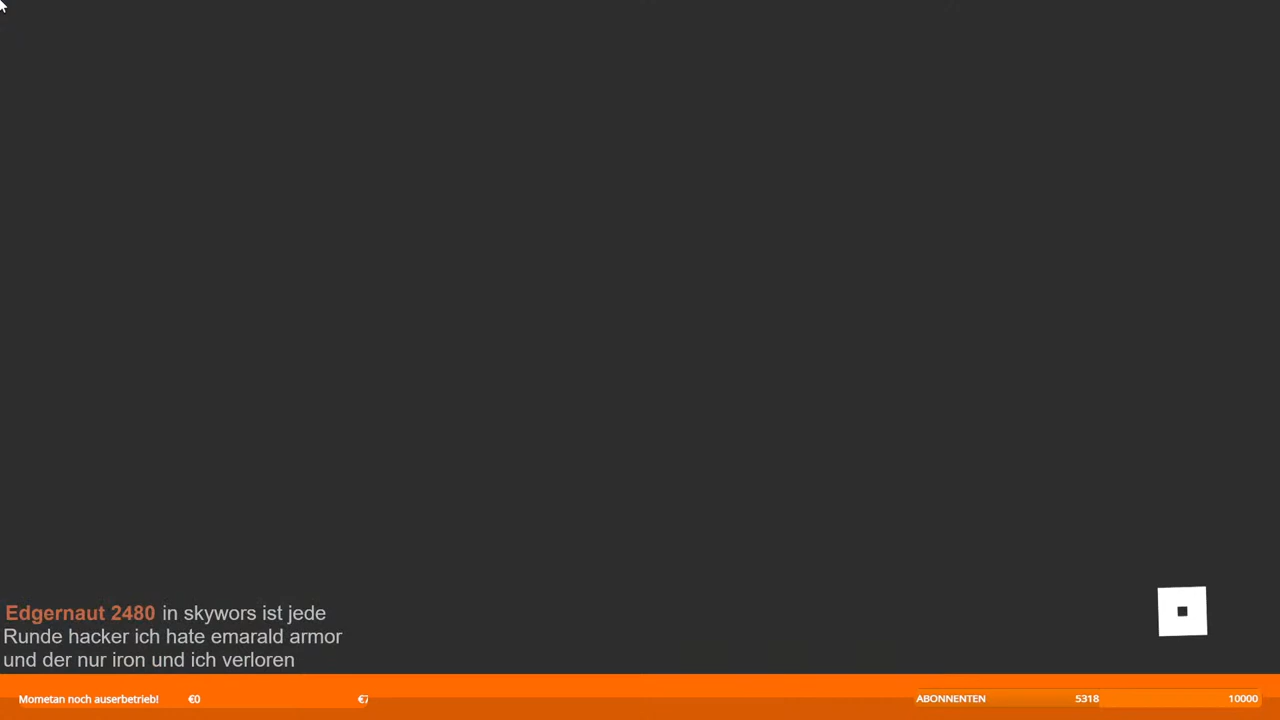 Edgernaut 2480 in skywors ist jede
Runde hacker ich hate emarald armor
und der nur iron und ich verloren
Mometan noch auserbetrieb! €0 €7
ABONNENTEN 5318 10000